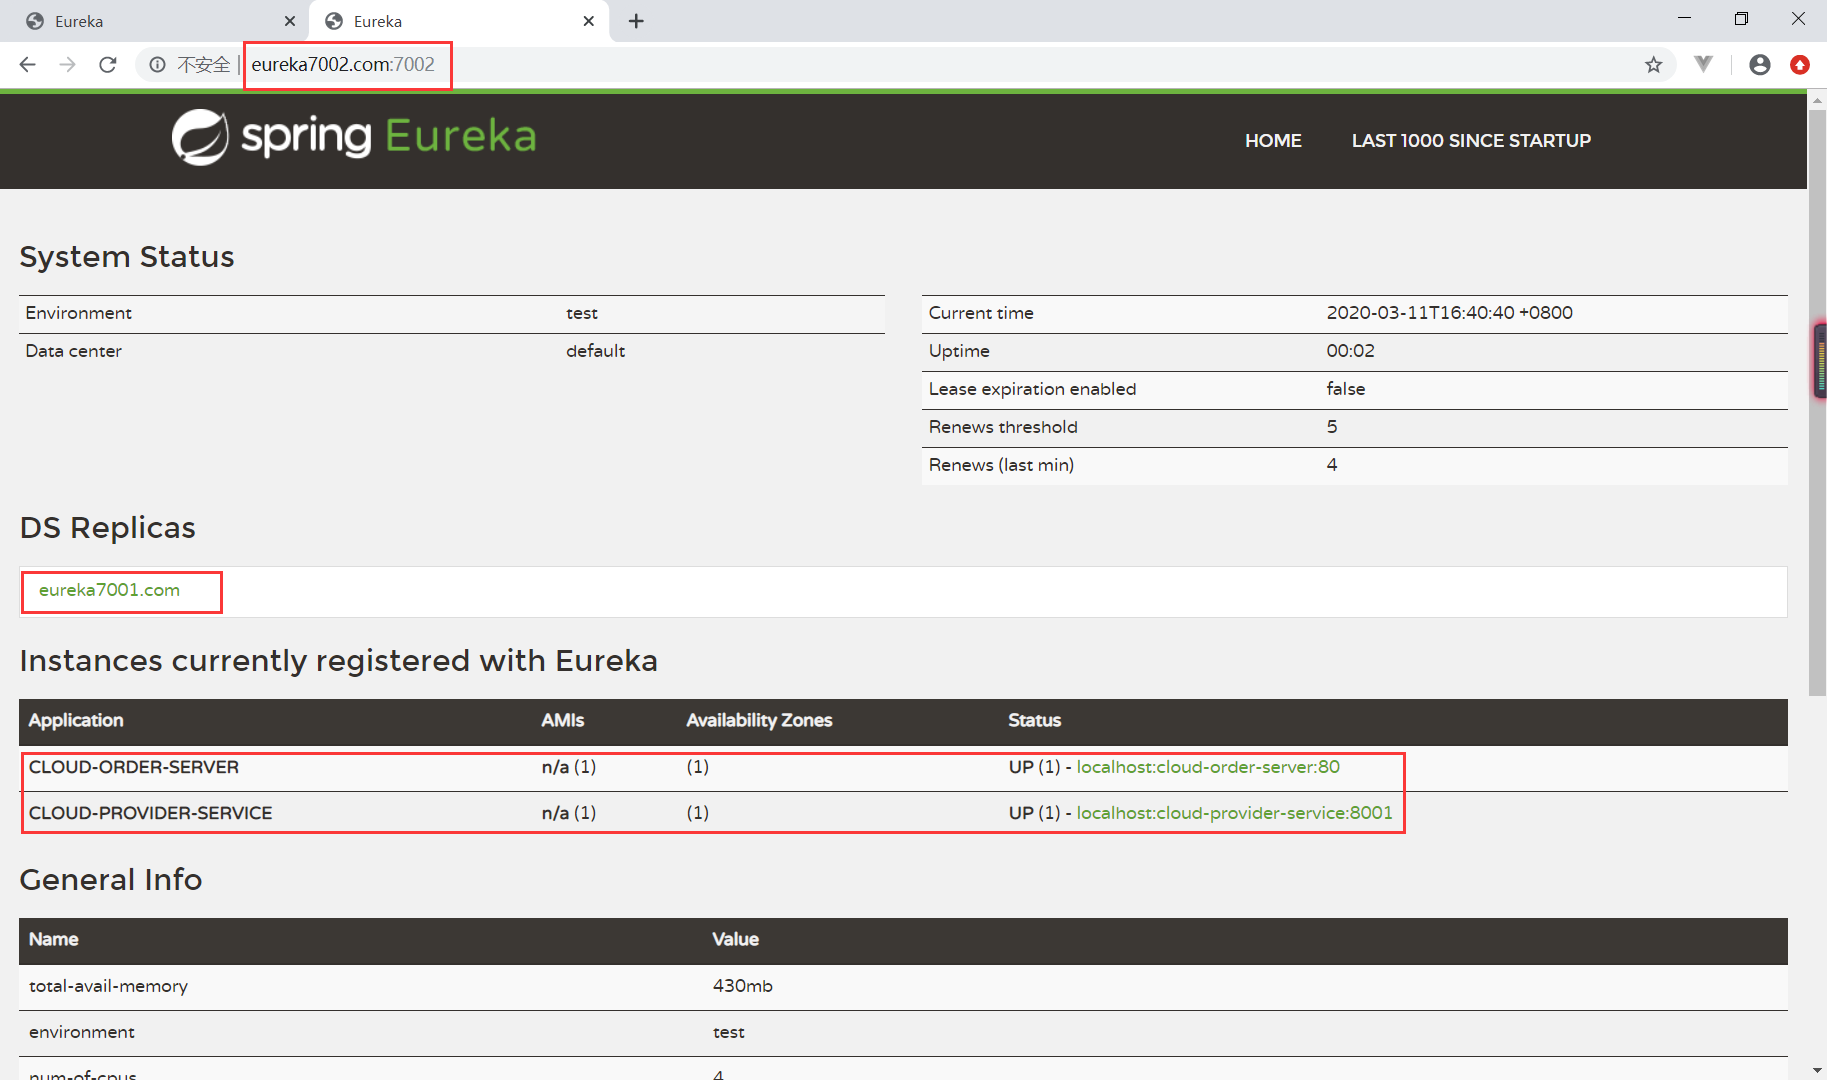 Eureka
Eureka
不安全 | eureka7002.com:7002
spring Eureka
HOME
LAST 1000 SINCE STARTUP
System Status
Environment test
Data center default
Current time 2020-03-11T16:40:40 +0800
Uptime 00:02
Lease expiration enabled false
Renews threshold 5
Renews (last min) 4
DS Replicas
eureka7001.com
Instances currently registered with Eureka
Application AMIs Availability Zones Status
CLOUD-ORDER-SERVER n/a (1) (1) UP (1) - localhost:cloud-order-server:80
CLOUD-PROVIDER-SERVICE n/a (1) (1) UP (1) - localhost:cloud-provider-service:8001
General Info
Name Value
total-avail-memory 430mb
environment test
num-of-cpus 4